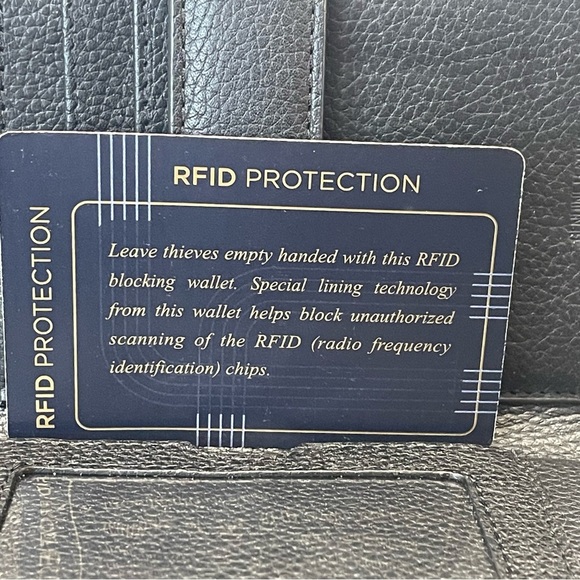 RFID PROTECTION
RFID PROTECTION
Leave thieves empty handed with this RFID
blocking wallet. Special lining technology
from this wallet helps block unauthorized
scanning of the RFID (radio frequency
identification) chips.